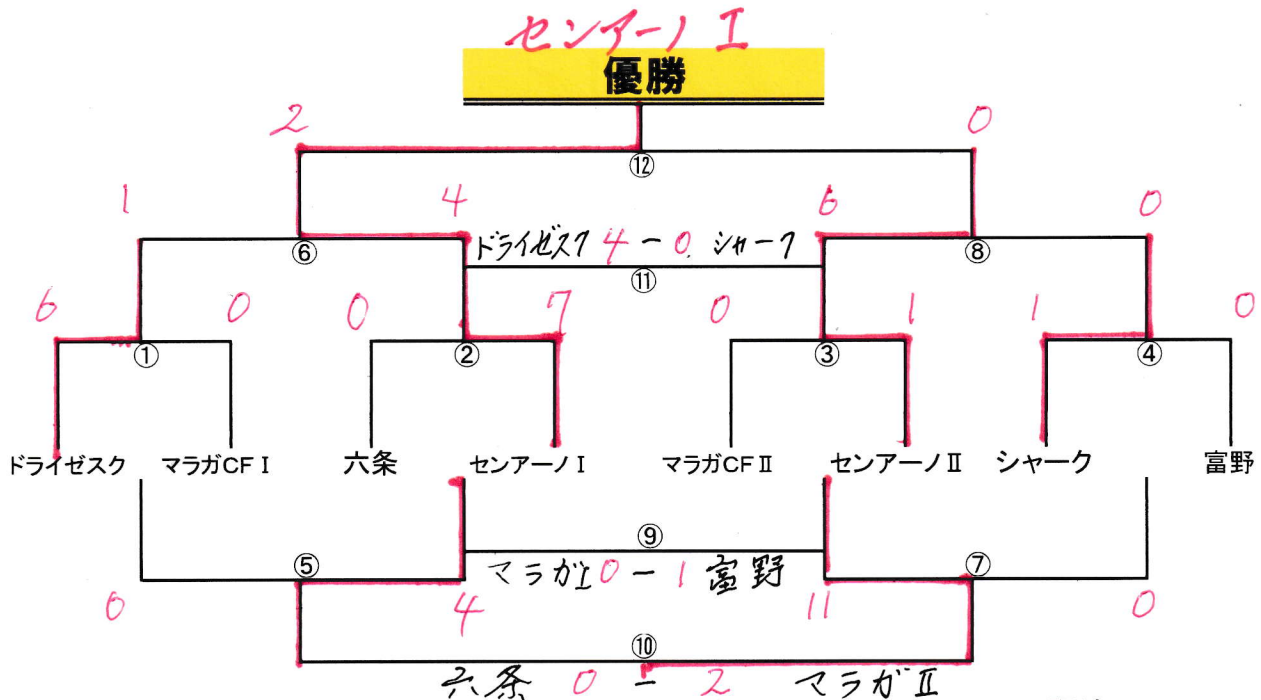 センアーノ I
優勝
2 0
⑫
1 4 6 0
⑥ ドライゼスク 4 - 0 シャーク ⑧
⑪
6 0 0 7 0 1 1 0
① ② ③ ④
ドライゼスク マラガCF I 六条 センアーノ I マラガCF II センアーノ II シャーク 富野
⑨
⑤ マラガI 0 - 1 富野 ⑦
0 4 11 0
⑩
六条 0 - 2 マラガ II